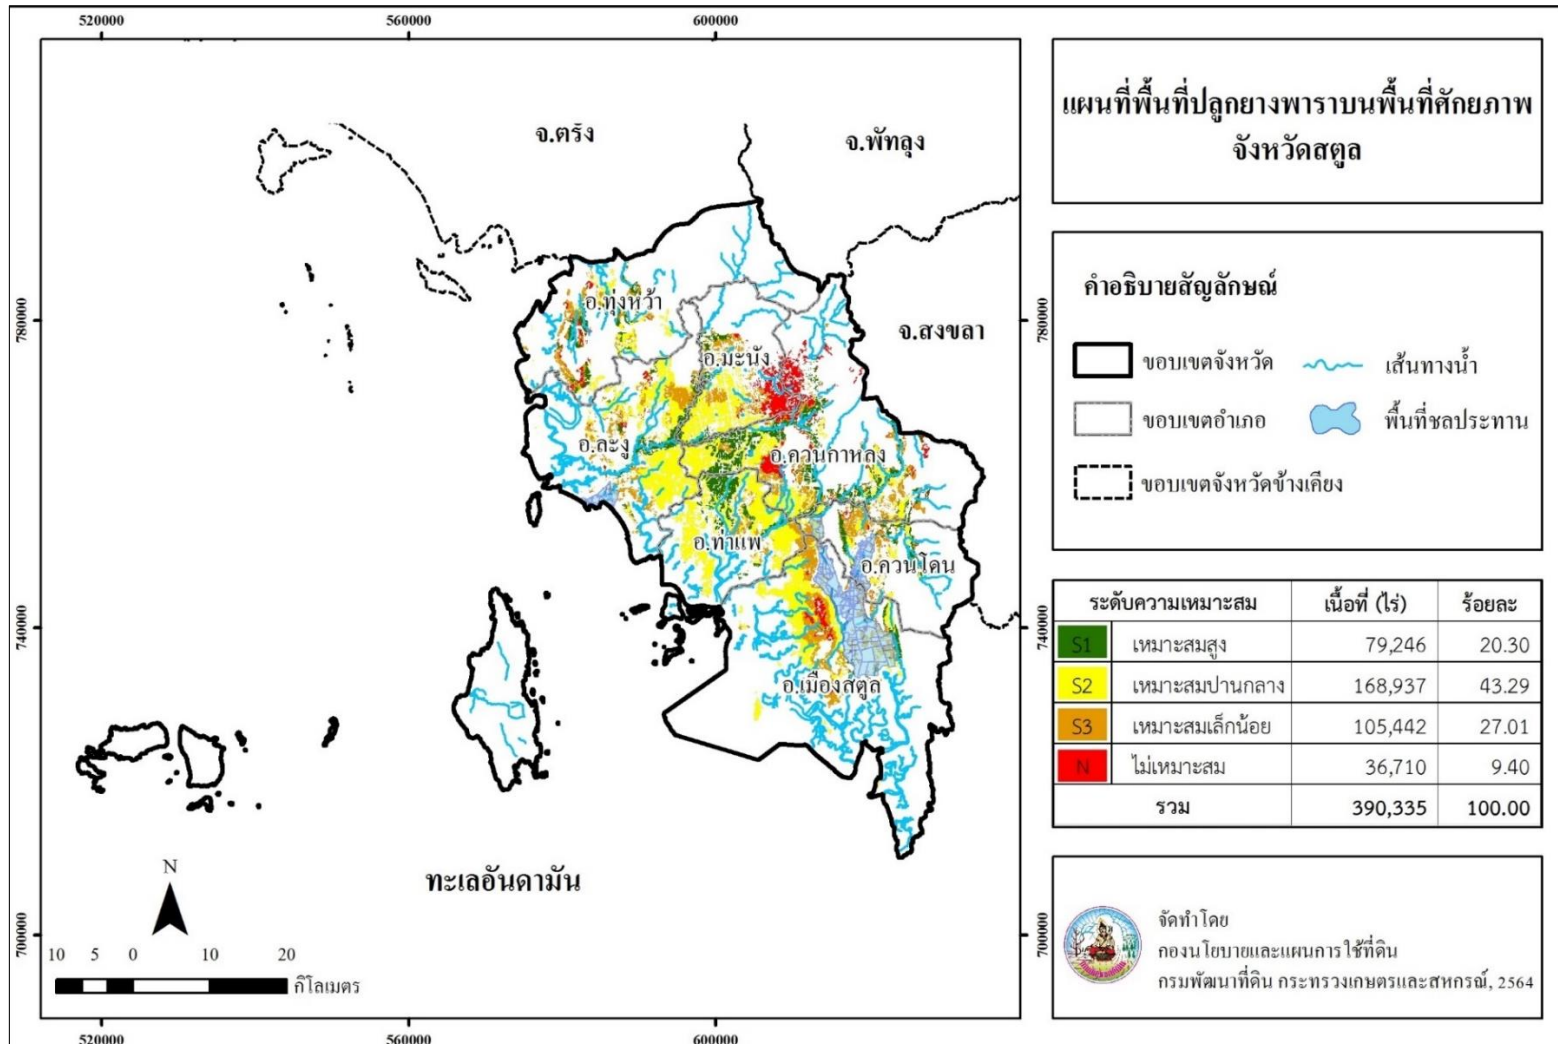 520000
560000
600000
แผนที่พื้นที่ปลูกยางพาราบนพื้นที่ศักยภาพ
จังหวัดสตูล
จ.ตรัง
จ.พัทลุง
จ.สงขลา
อ.ทุ่งหว้า
อ.มะนัง
อ.ละงู
อ.ควนกาหลง
อ.ท่าแพ
อ.ควนโดน
อ.เมืองสตูล
ทะเลอันดามัน
780000
780000
740000
740000
700000
700000
คำอธิบายสัญลักษณ์
ขอบเขตจังหวัด
เส้นทางน้ำ
ขอบเขตอำเภอ
พื้นที่ชลประทาน
ขอบเขตจังหวัดข้างเคียง
ระดับความเหมาะสม เนื้อที่ (ไร่) ร้อยละ
S1 เหมาะสมสูง 79,246 20.30
S2 เหมาะสมปานกลาง 168,937 43.29
S3 เหมาะสมเล็กน้อย 105,442 27.01
N ไม่เหมาะสม 36,710 9.40
รวม 390,335 100.00
N
10 5 0 10 20
กิโลเมตร
จัดทำโดย
กองนโยบายและแผนการใช้ที่ดิน
กรมพัฒนาที่ดิน กระทรวงเกษตรและสหกรณ์, 2564
520000
560000
600000